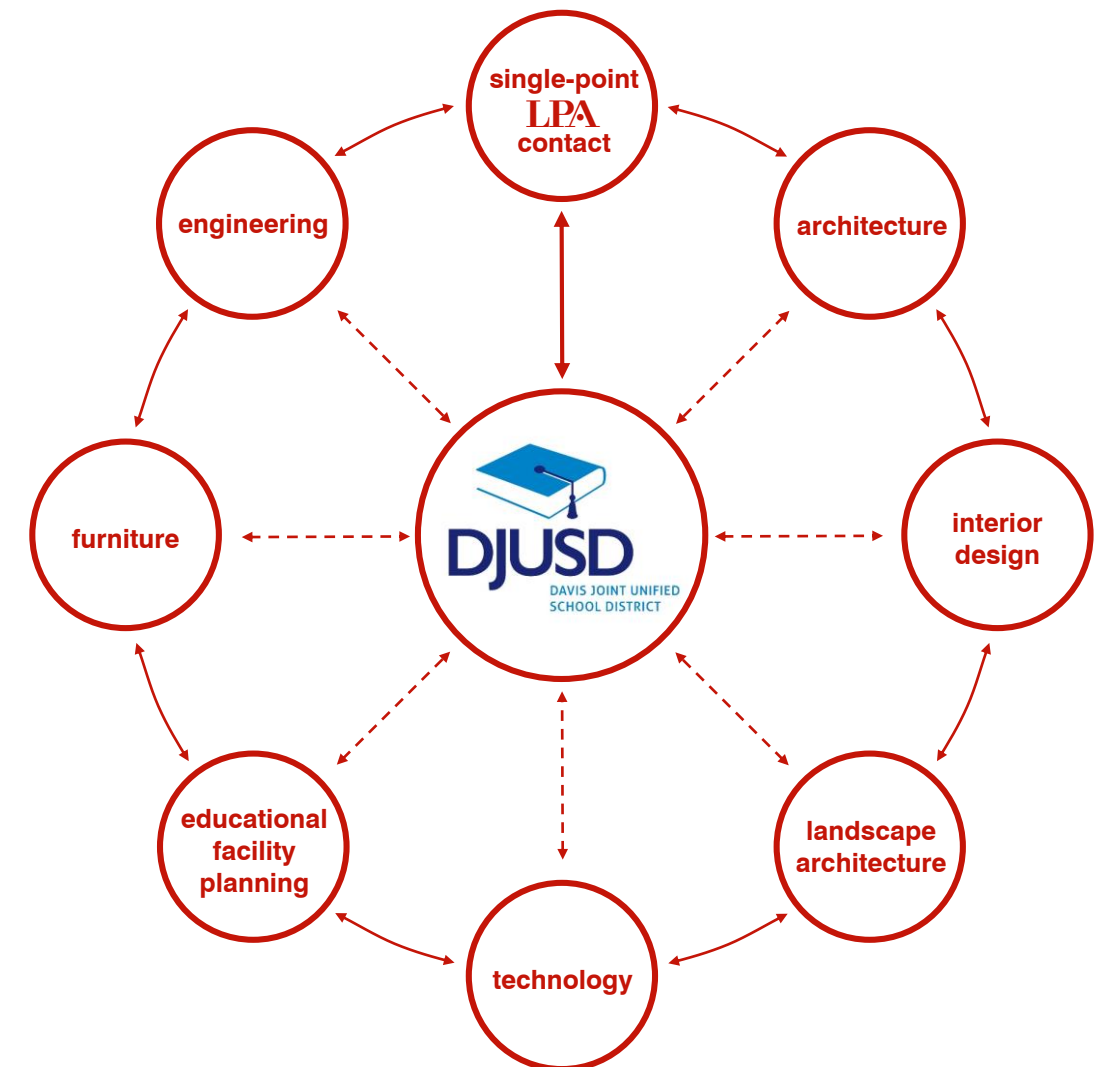 single-point
LPA
contact
engineering
architecture
furniture
DJUSD
DAVIS JOINT UNIFIED
SCHOOL DISTRICT
interior
design
educational
facility
planning
landscape
architecture
technology